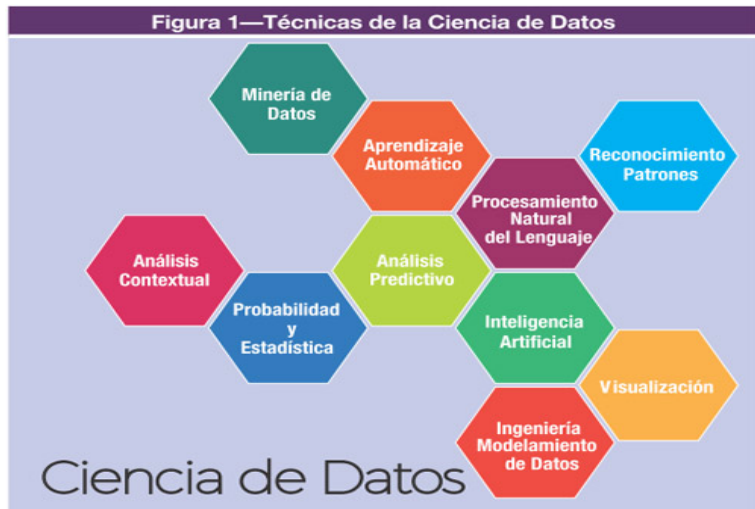 Figura 1—Técnicas de la Ciencia de Datos
Minería de
Datos
Aprendizaje
Automático
Reconocimiento
Patrones
Procesamiento
Natural
del Lenguaje
Análisis
Contextual
Análisis
Predictivo
Probabilidad
y
Estadística
Inteligencia
Artificial
Visualización
Ingeniería
Modelamiento
de Datos
Ciencia de Datos